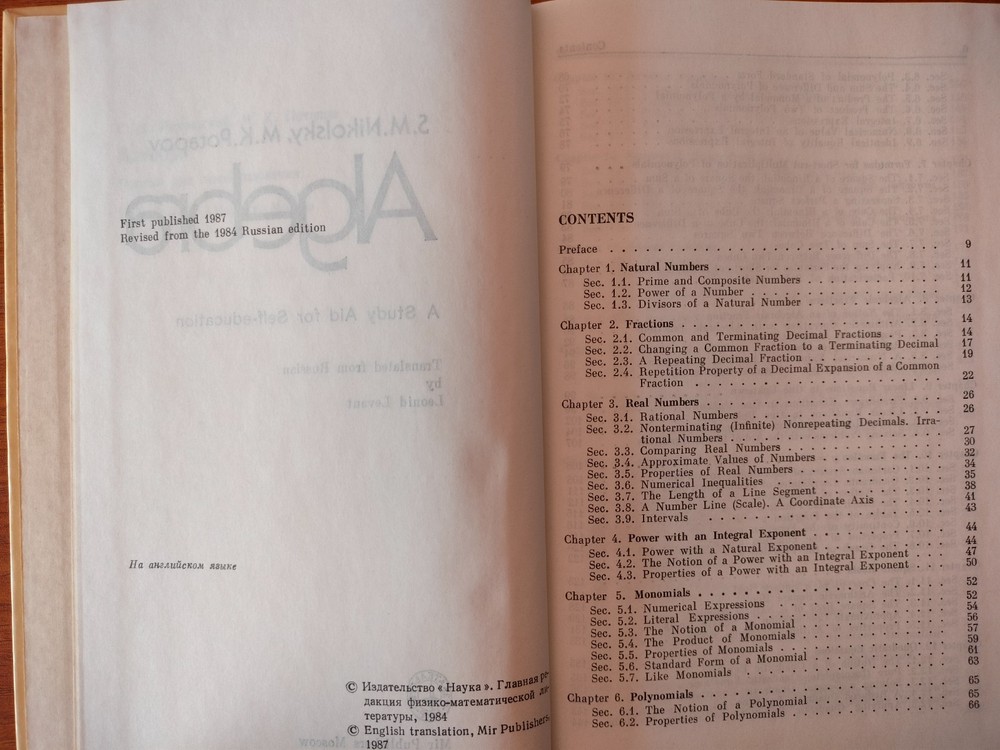 First published 1987
Revised from the 1984 Russian edition
На английском языке
© Издательство «Наука». Главная ре-
дакция физико-математической ли-
тературы, 1984
© English translation, Mir Publishers,
1987
CONTENTS
Preface . . . . . . . . . . 9
Chapter 1. Natural Numbers . . . . . . . . . . 11
Sec. 1.1. Prime and Composite Numbers . . . . . . . . . . 11
Sec. 1.2. Power of a Number . . . . . . . . . . 12
Sec. 1.3. Divisors of a Natural Number . . . . . . . . . . 13
Chapter 2. Fractions . . . . . . . . . . 14
Sec. 2.1. Common and Terminating Decimal Fractions . . . . . 14
Sec. 2.2. Changing a Common Fraction to a Terminating Decimal 17
Sec. 2.3. A Repeating Decimal Fraction . . . . . . . . . . 19
Sec. 2.4. Repetition Property of a Decimal Expansion of a Common
Fraction . . . . . . . . . . 22
Chapter 3. Real Numbers . . . . . . . . . . 26
Sec. 3.1. Rational Numbers . . . . . . . . . . 26
Sec. 3.2. Nonterminating (Infinite) Nonrepeating Decimals. Irra-
tional Numbers . . . . . . . . . . 27
Sec. 3.3. Comparing Real Numbers . . . . . . . . . . 30
Sec. 3.4. Approximate Values of Numbers . . . . . . . . . . 32
Sec. 3.5. Properties of Real Numbers . . . . . . . . . . 34
Sec. 3.6. Numerical Inequalities . . . . . . . . . . 35
Sec. 3.7. The Length of a Line Segment . . . . . . . . . . 38
Sec. 3.8. A Number Line (Scale). A Coordinate Axis . . . . . . 41
Sec. 3.9. Intervals . . . . . . . . . . 43
Chapter 4. Power with an Integral Exponent . . . . . . . . . . 44
Sec. 4.1. Power with a Natural Exponent . . . . . . . . . . 44
Sec. 4.2. The Notion of a Power with an Integral Exponent . . . 47
Sec. 4.3. Properties of a Power with an Integral Exponent . . . 50
Chapter 5. Monomials . . . . . . . . . . 52
Sec. 5.1. Numerical Expressions . . . . . . . . . . 52
Sec. 5.2. Literal Expressions . . . . . . . . . . 54
Sec. 5.3. The Notion of a Monomial . . . . . . . . . . 56
Sec. 5.4. The Product of Monomials . . . . . . . . . . 57
Sec. 5.5. Properties of Monomials . . . . . . . . . . 59
Sec. 5.6. Standard Form of a Monomial . . . . . . . . . . 61
Sec. 5.7. Like Monomials . . . . . . . . . . 63
Chapter 6. Polynomials . . . . . . . . . . 65
Sec. 6.1. The Notion of a Polynomial . . . . . . . . . . 65
Sec. 6.2. Properties of Polynomials . . . . . . . . . . 66